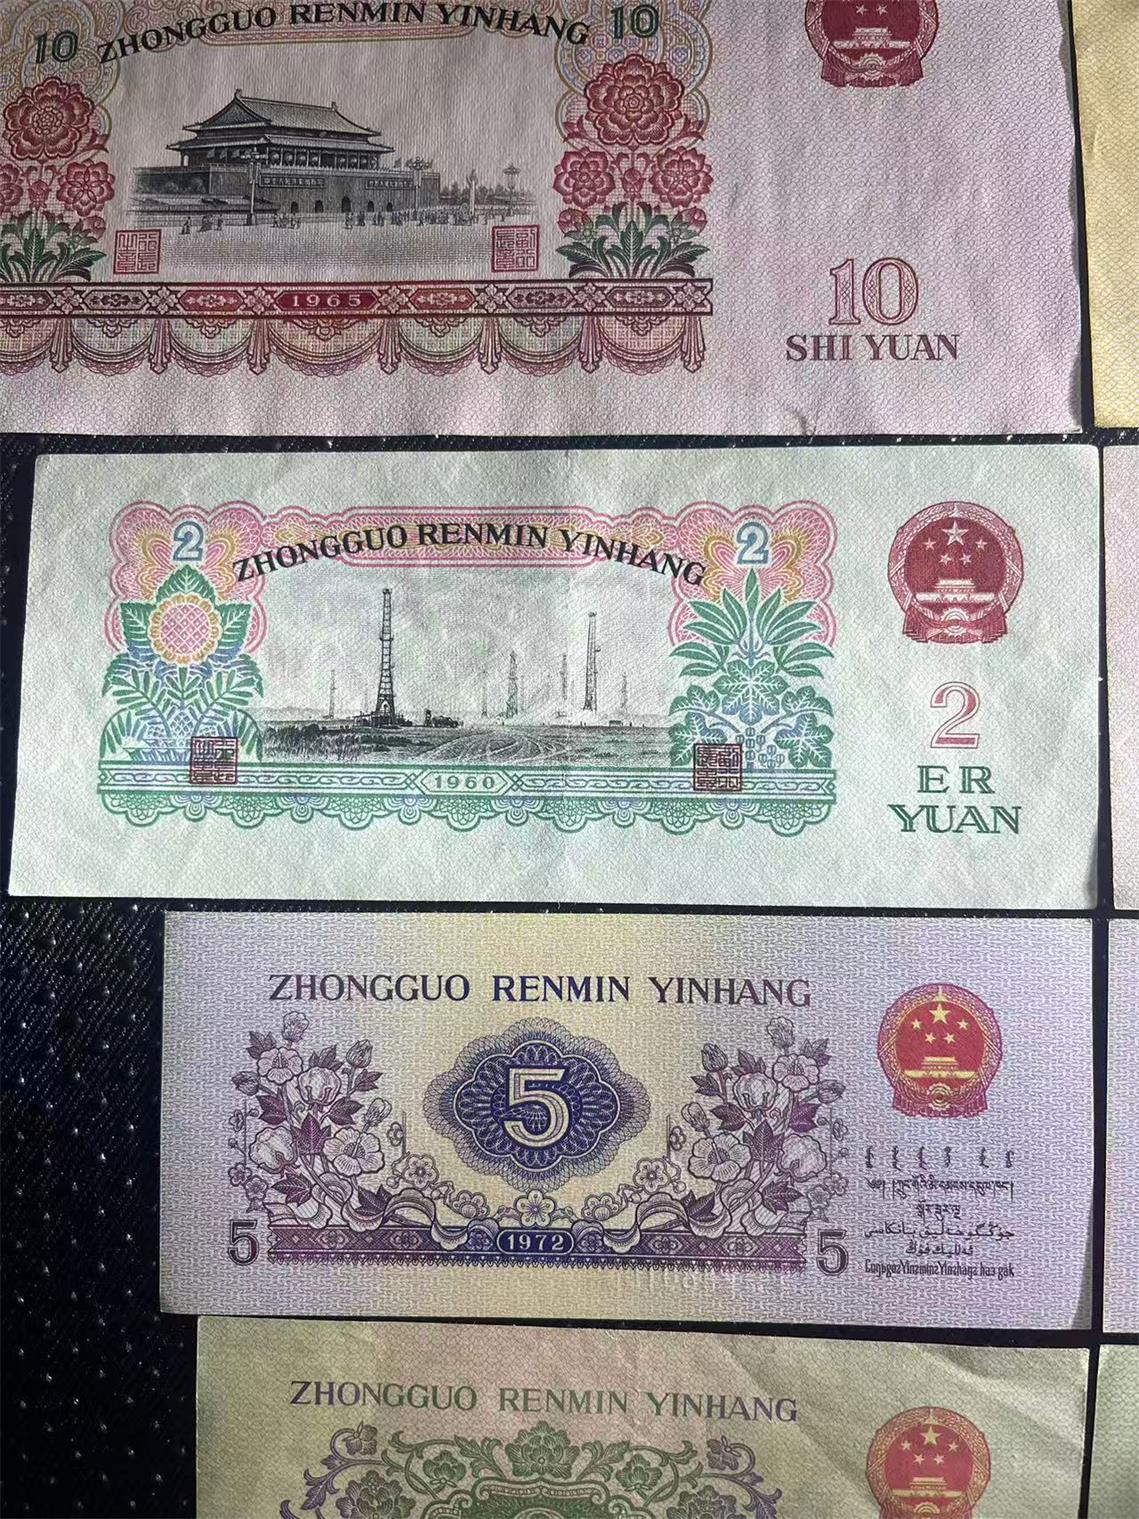 10 ZHONGGUO RENMIN YINHANG 10
1965
10
SHI YUAN
2 ZHONGGUO RENMIN YINHANG 2
1960
2
ER
YUAN
ZHONGGUO RENMIN YINHANG
5
5 1972 5
ZHONGGUO RENMIN YINHANG